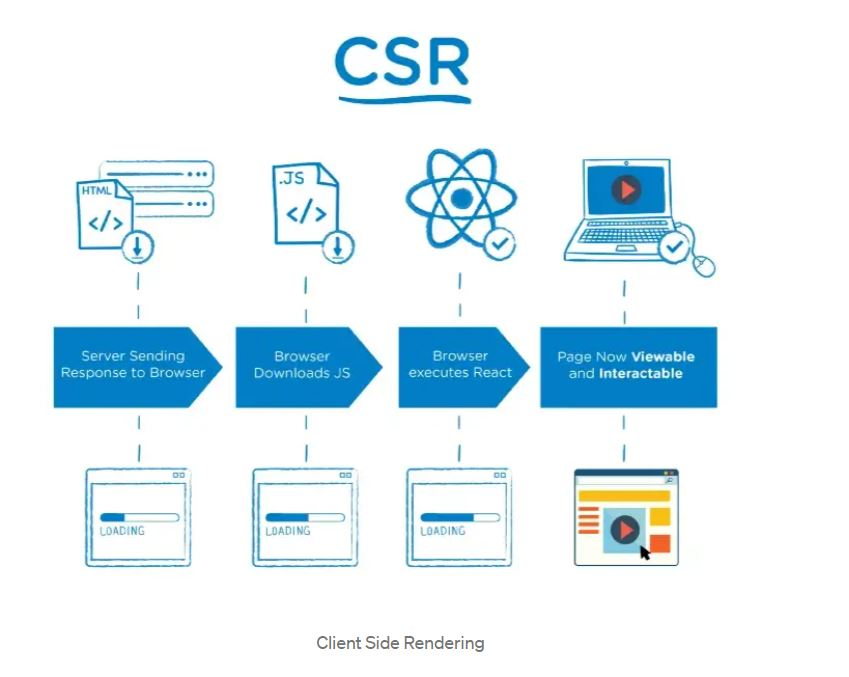 CSR
HTML
</>
.JS
</>
Server Sending
Response to Browser
Browser
Downloads JS
Browser
executes React
Page Now Viewable
and Interactable
LOADING
LOADING
LOADING
Client Side Rendering